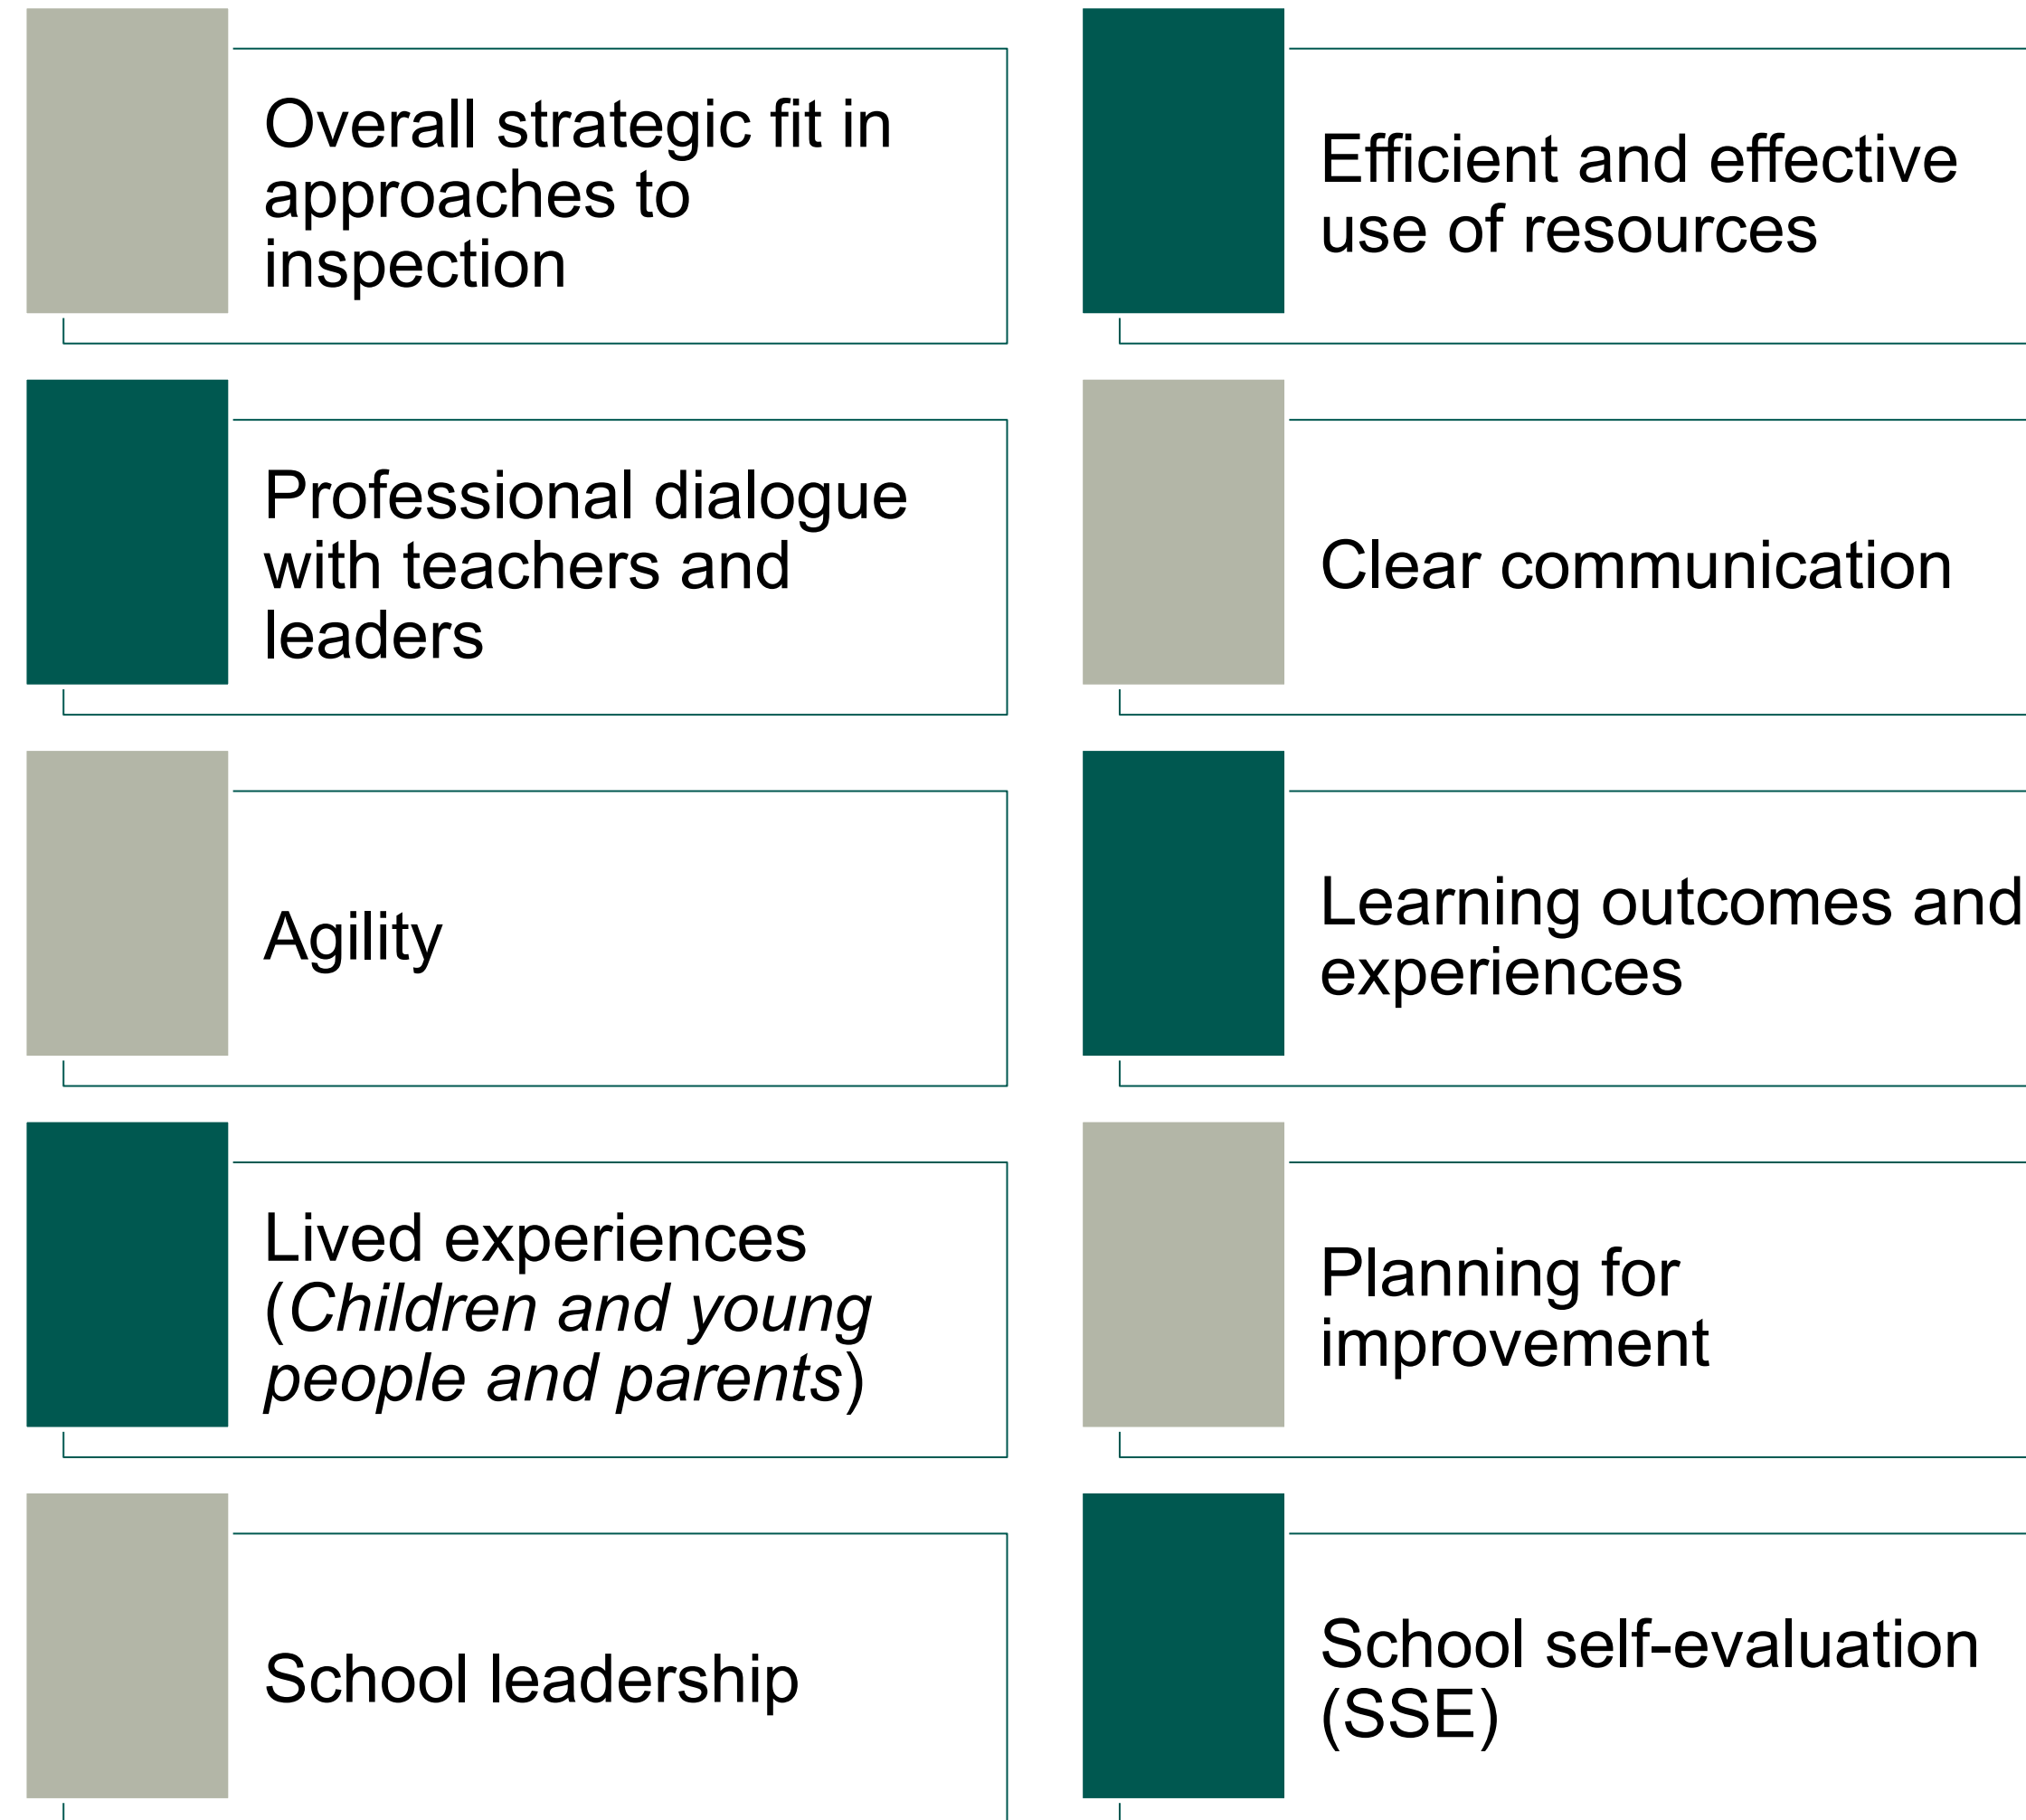 Overall strategic fit in
approaches to
inspection
Efficient and effective
use of resources
Professional dialogue
with teachers and
leaders
Clear communication
Agility
Learning outcomes and
experiences
Lived experiences
(Children and young
people and parents)
Planning for
improvement
School leadership
School self-evaluation
(SSE)